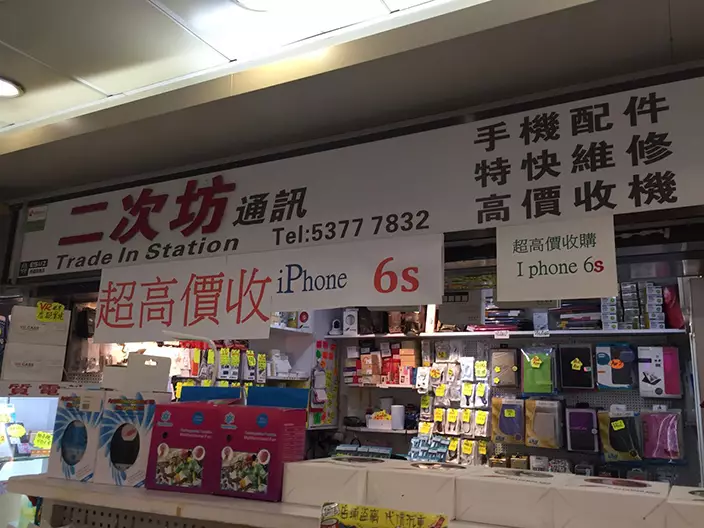 二次坊 通訊
Trade In Station
Tel:5377 7832
手機配件
特快維修
高價收機
超高價收 iPhone 6s
超高價收購
I phone 6s